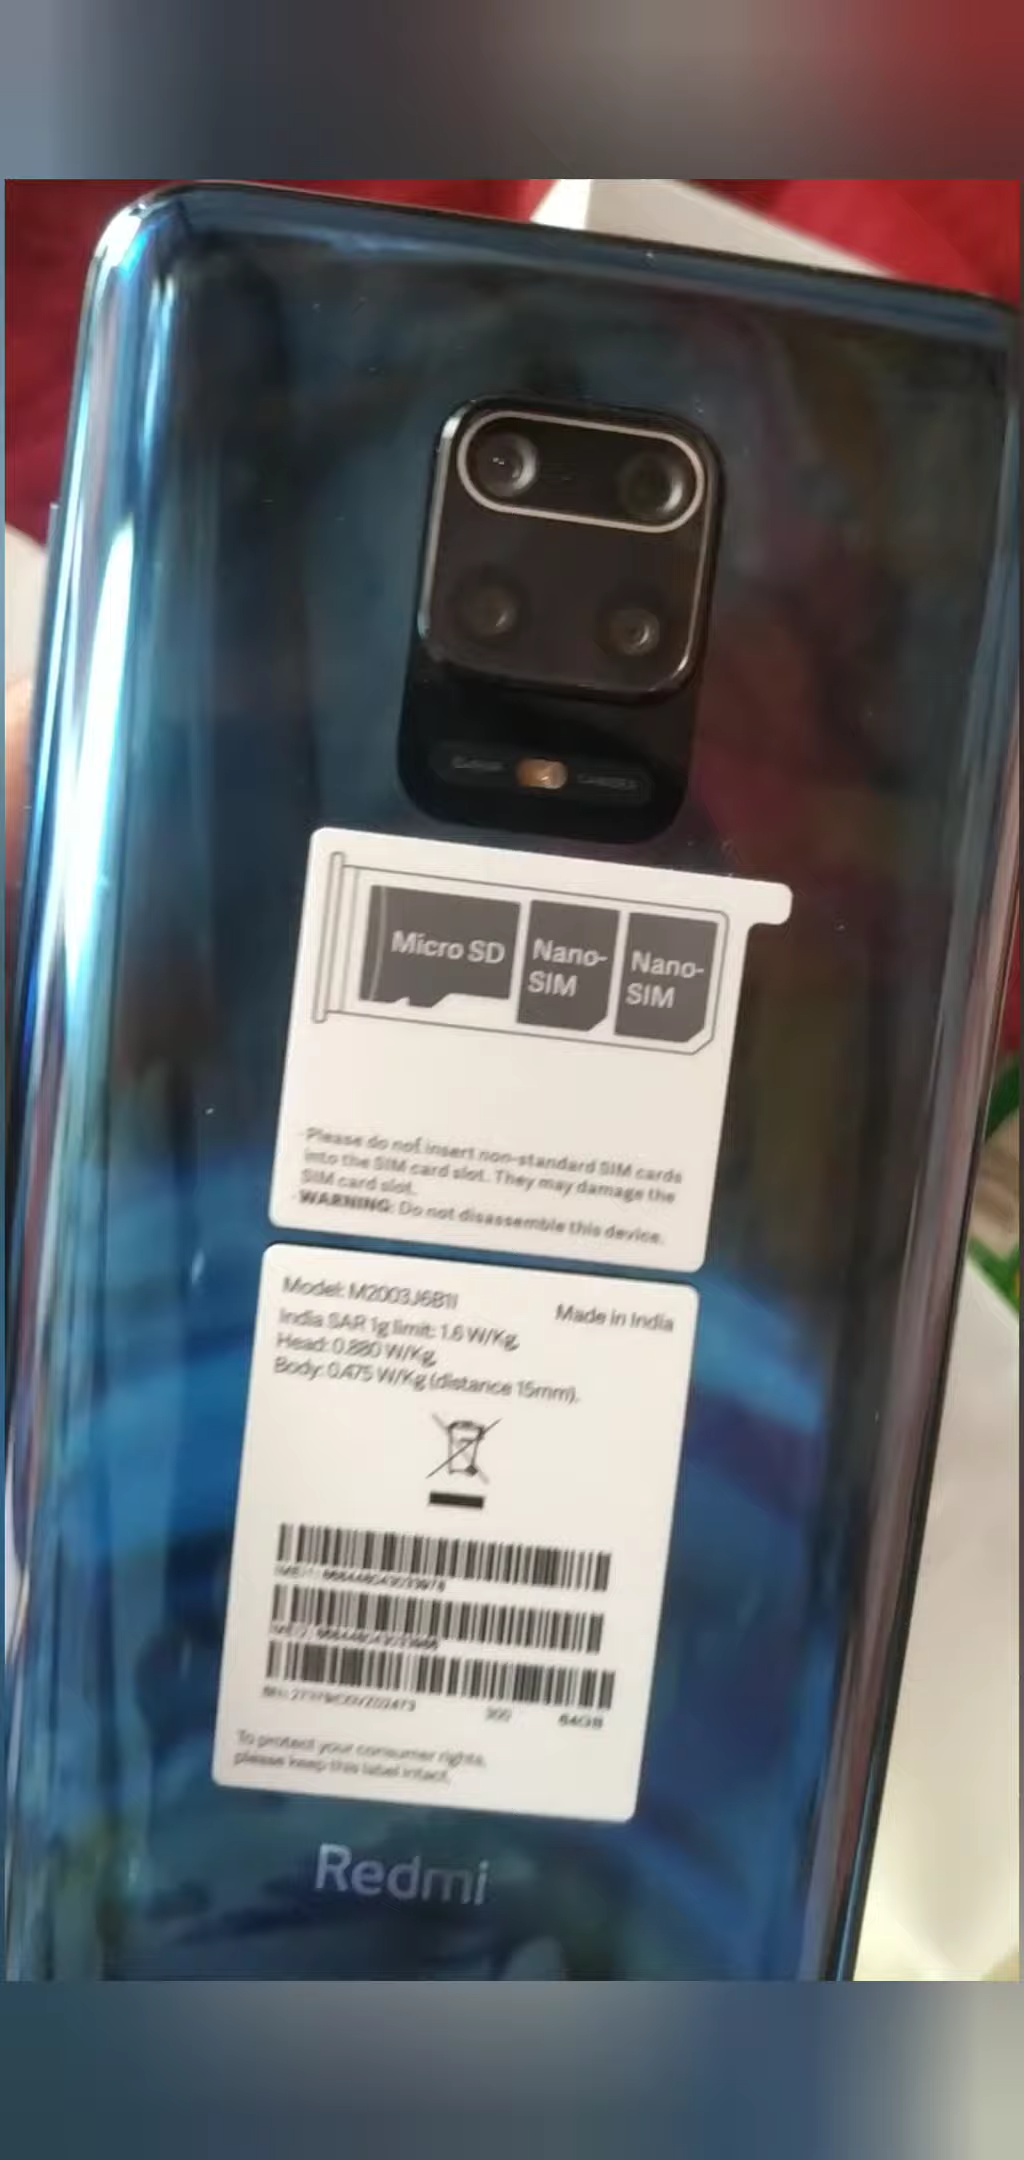 Micro SD
Nano-
SIM
Nano-
SIM
Please do not insert non-standard SIM cards
into the SIM card slot. They may damage the
SIM card slot.
WARNING: Do not disassemble this device.
Model: M2003J6B1I
Made in India
India SAR 1g limit: 1.6 W/Kg,
Head: 0.880 W/Kg,
Body: 0.475 W/Kg (distance 15mm).
64GB
To protect your consumer rights,
please keep this label intact.
Redmi